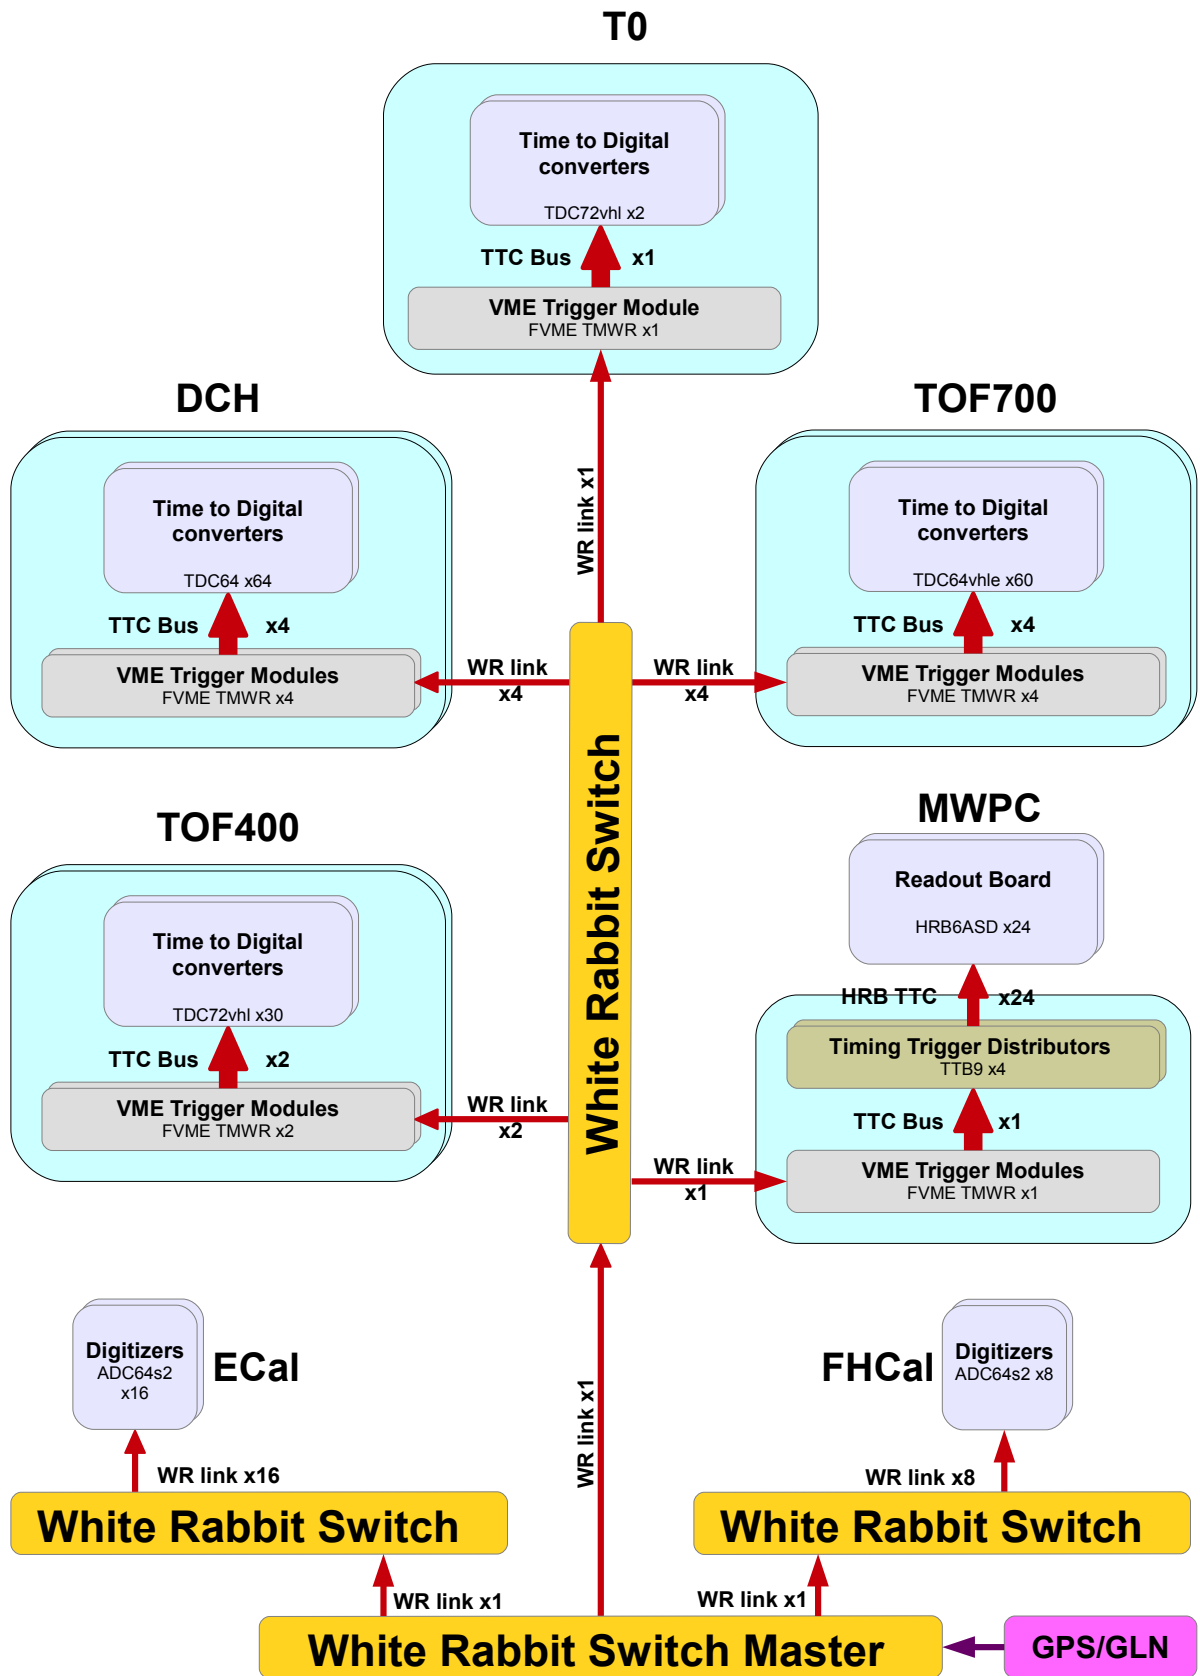 T0
Time to Digital
converters
TDC72vhl x2
TTC Bus x1
VME Trigger Module
FVME TMWR x1
WR link x1
DCH
Time to Digital
converters
TDC64 x64
TTC Bus x4
VME Trigger Modules
FVME TMWR x4
WR link
x4
TOF700
Time to Digital
converters
TDC64vhle x60
TTC Bus x4
VME Trigger Modules
FVME TMWR x4
WR link
x4
White Rabbit Switch
TOF400
Time to Digital
converters
TDC72vhl x30
TTC Bus x2
VME Trigger Modules
FVME TMWR x2
WR link
x2
MWPC
Readout Board
HRB6ASD x24
HRB TTC x24
Timing Trigger Distributors
TTB9 x4
TTC Bus x1
VME Trigger Modules
FVME TMWR x1
WR link
x1
ECal
Digitizers
ADC64s2
x16
WR link x16
White Rabbit Switch
WR link x1
WR link x1
FHCal
Digitizers
ADC64s2 x8
WR link x8
White Rabbit Switch
WR link x1
White Rabbit Switch Master
GPS/GLN